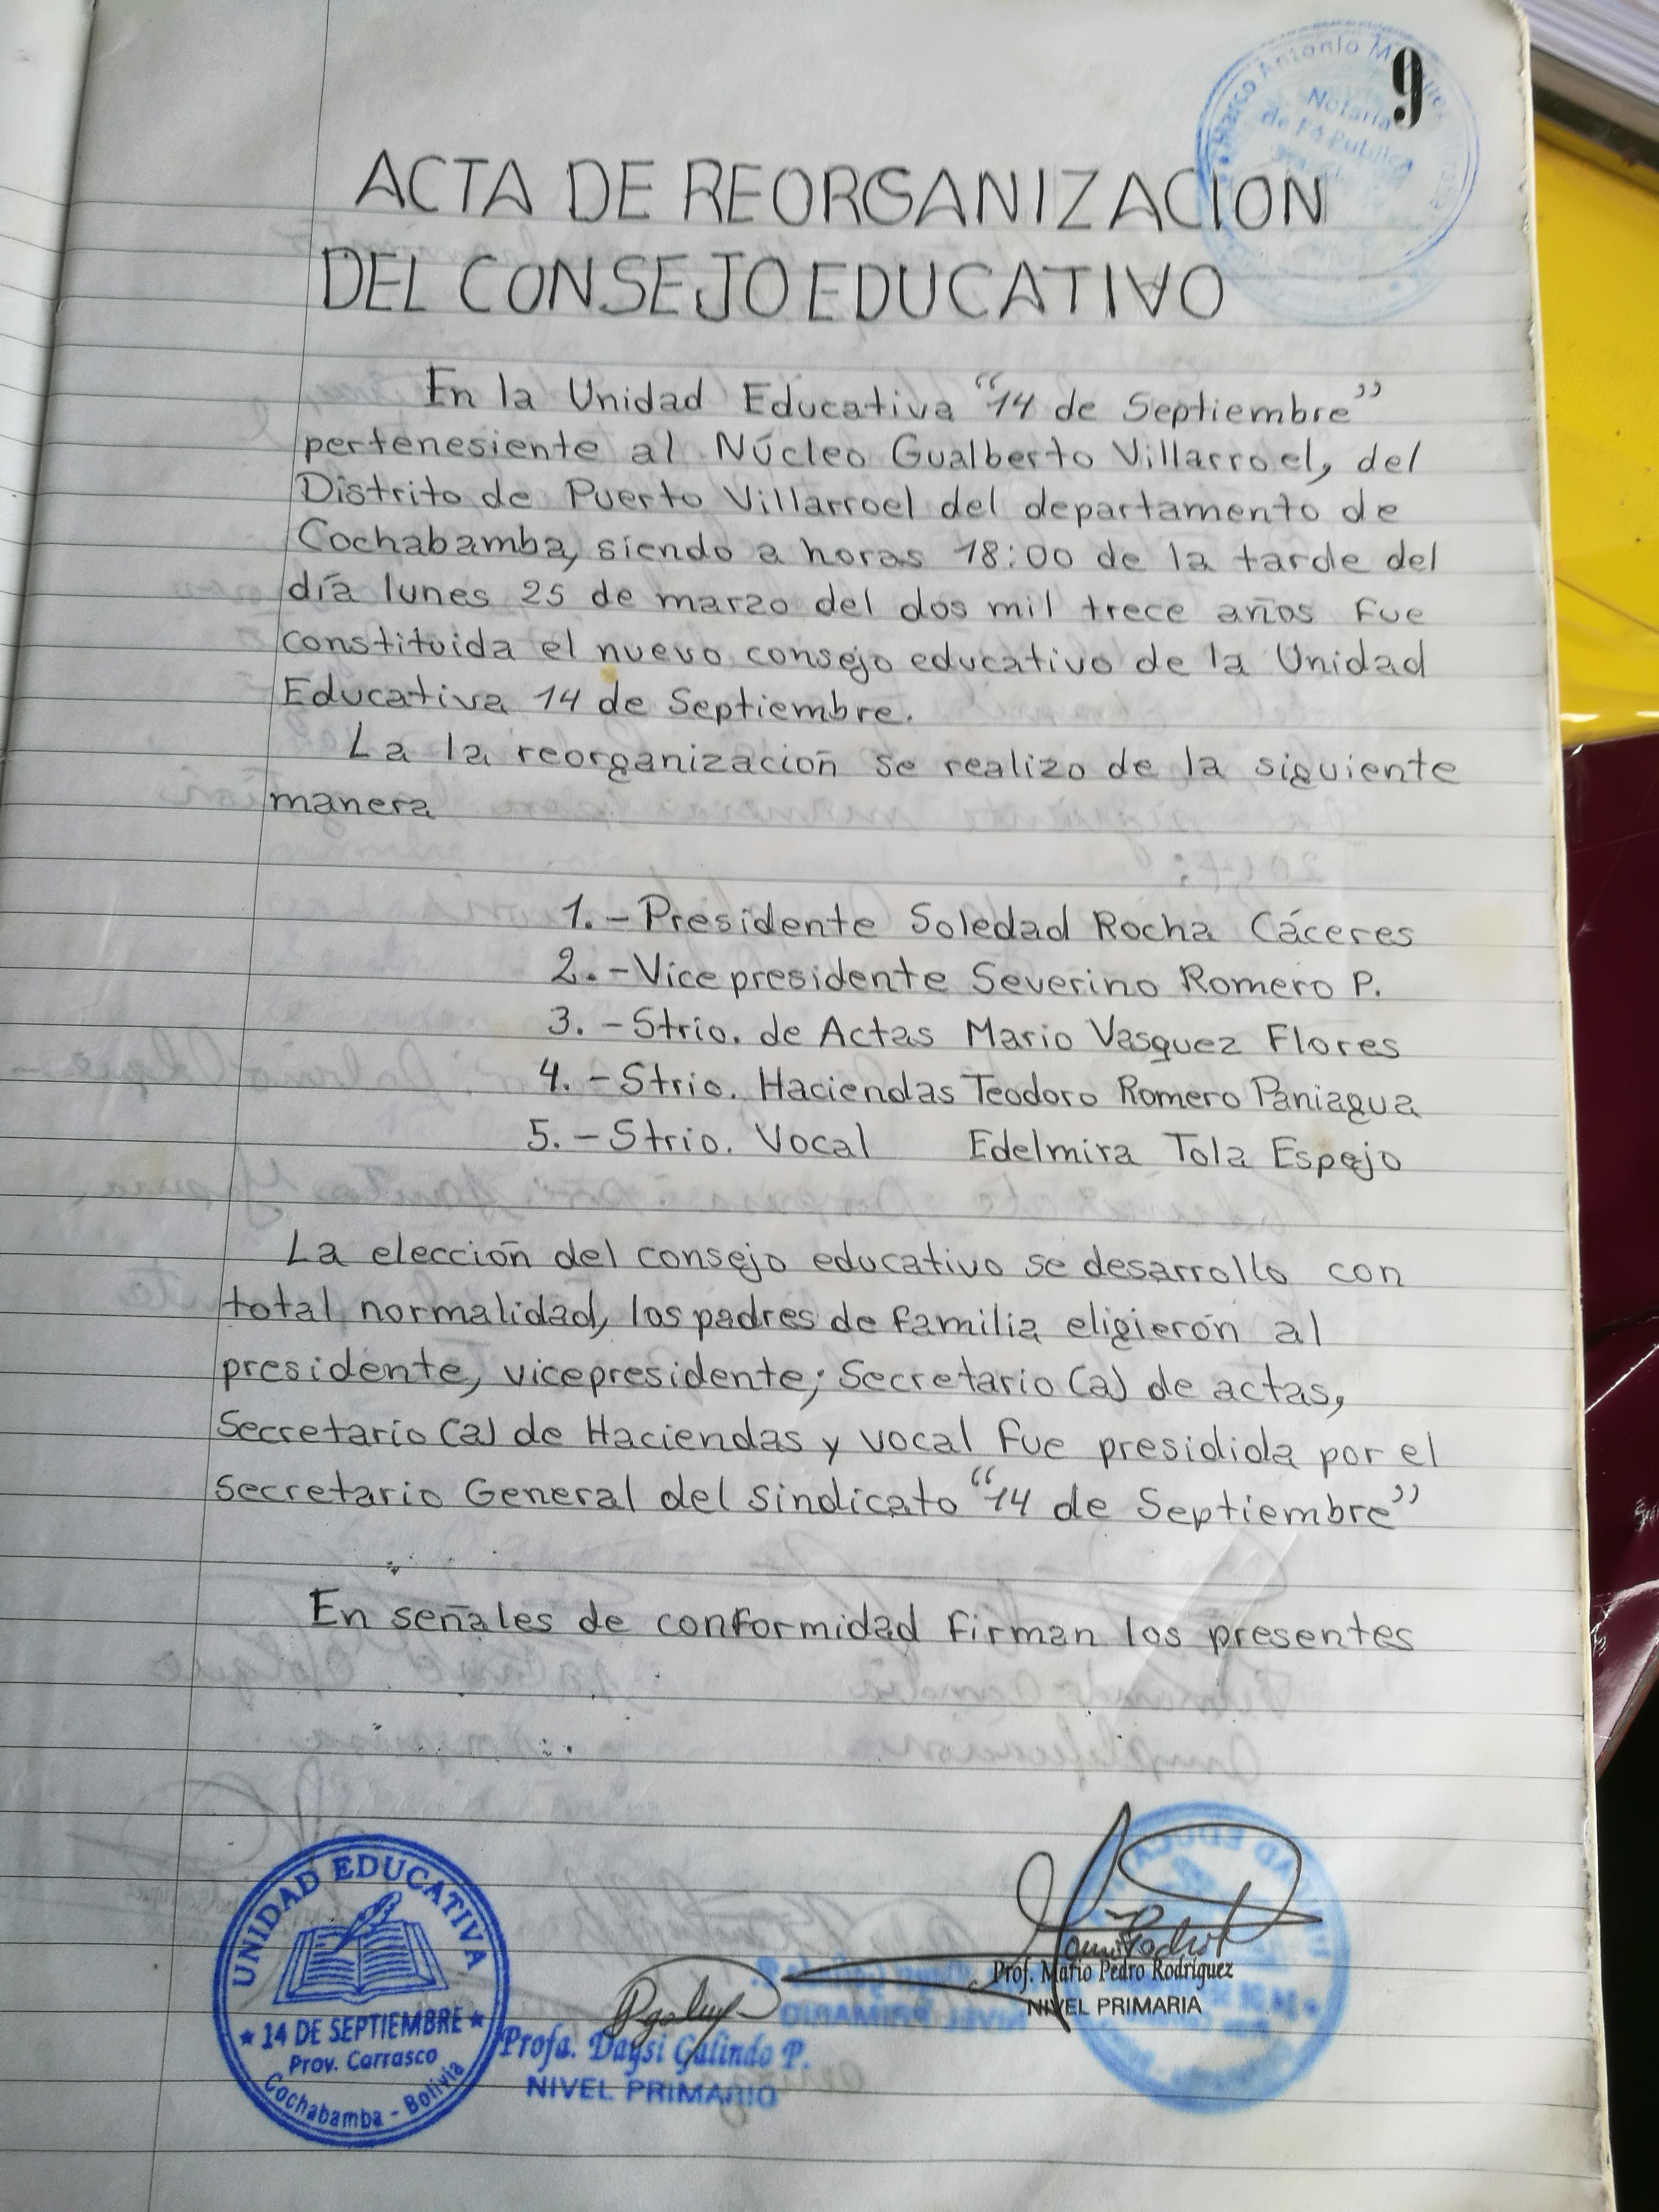 9
Marco Antonio
Notaria
de Fe Publica
ACTA DE REORGANIZACION
DEL CONSEJO EDUCATIVO
En la Unidad Educativa "14 de Septiembre"
pertenesiente al Núcleo Gualberto Villarroel, del
Distrito de Puerto Villarroel del departamento de
Cochabamba, siendo a horas 18:00 de la tarde del
día lunes 25 de marzo del dos mil trece años fue
constituida el nuevo consejo educativo de la Unidad
Educativa 14 de Septiembre.
La la reorganización se realizo de la siguiente
manera
1.- Presidente Soledad Rocha Cáceres
2.- Vice presidente Severino Romero P.
3.- Strio. de Actas Mario Vasquez Flores
4.- Strio. Haciendas Teodoro Romero Paniagua
5.- Strio. Vocal Edelmira Tola Espejo
La elección del consejo educativo se desarrollo con
total normalidad, los padres de familia eligierón al
presidente, vicepresidente; Secretario (a) de actas,
Secretario (a) de Haciendas y vocal fue presidida por el
Secretario General del Sindicato "14 de Septiembre"
En señales de conformidad firman los presentes
UNIDAD EDUCATIVA
★ 14 DE SEPTIEMBRE ★
Prov. Carrasco
Cochabamba - Bolivia
Profa. Daysi Galindo P.
NIVEL PRIMARIO
Prof. Mario Pedro Rodríguez
NIVEL PRIMARIA